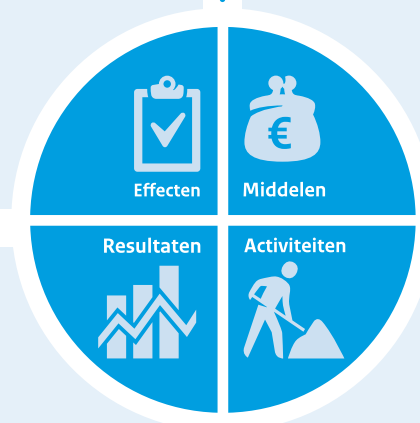 Effecten
Middelen
€
Resultaten
Activiteiten